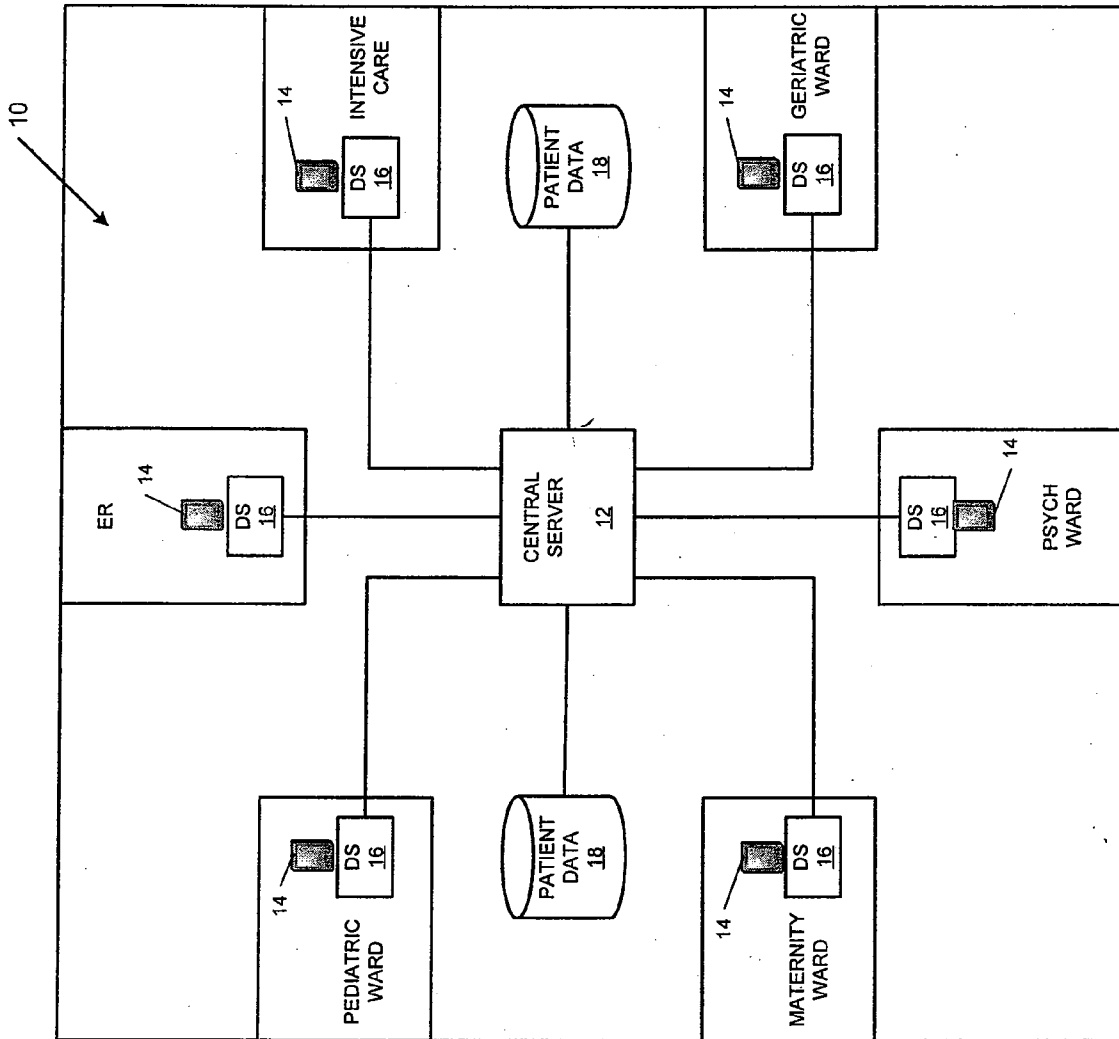 10
PEDIATRIC
WARD
14
DS
16
ER
14
DS
16
INTENSIVE
CARE
14
DS
16
PATIENT
DATA
18
CENTRAL
SERVER
12
PATIENT
DATA
18
MATERNITY
WARD
14
DS
16
DS
16
14
PSYCH
WARD
GERIATRIC
WARD
14
DS
16